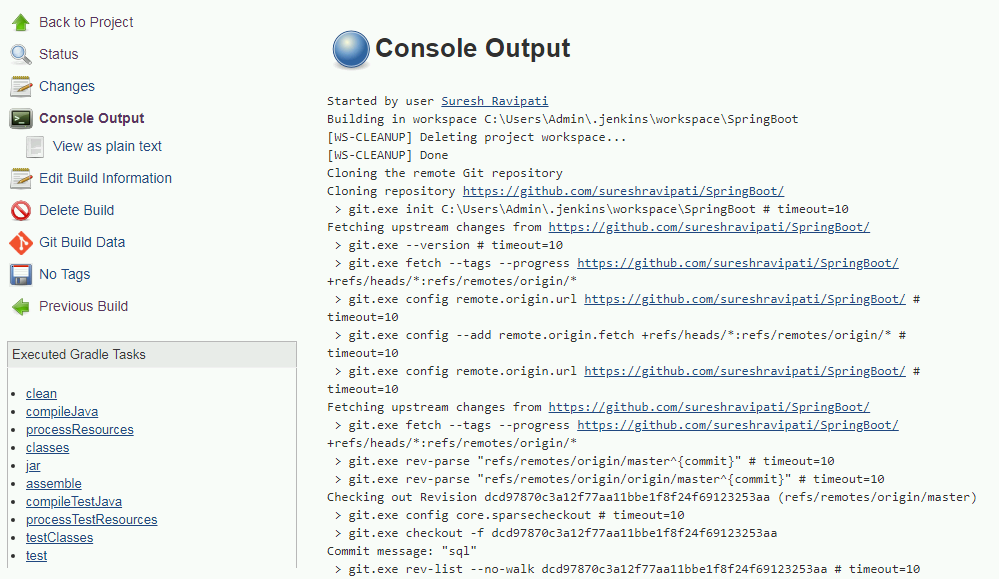 Back to Project
Status
Changes
Console Output
View as plain text
Edit Build Information
Delete Build
Git Build Data
No Tags
Previous Build
Executed Gradle Tasks
clean
compileJava
processResources
classes
jar
assemble
compileTestJava
processTestResources
testClasses
test
Console Output
Started by user Suresh Ravipati
Building in workspace C:\Users\Admin\.jenkins\workspace\SpringBoot
[WS-CLEANUP] Deleting project workspace...
[WS-CLEANUP] Done
Cloning the remote Git repository
Cloning repository https://github.com/sureshravipati/SpringBoot/
> git.exe init C:\Users\Admin\.jenkins\workspace\SpringBoot # timeout=10
Fetching upstream changes from https://github.com/sureshravipati/SpringBoot/
> git.exe --version # timeout=10
> git.exe fetch --tags --progress https://github.com/sureshravipati/SpringBoot/
+refs/heads/*:refs/remotes/origin/*
> git.exe config remote.origin.url https://github.com/sureshravipati/SpringBoot/ #
timeout=10
> git.exe config --add remote.origin.fetch +refs/heads/*:refs/remotes/origin/* #
timeout=10
> git.exe config remote.origin.url https://github.com/sureshravipati/SpringBoot/ #
timeout=10
Fetching upstream changes from https://github.com/sureshravipati/SpringBoot/
> git.exe fetch --tags --progress https://github.com/sureshravipati/SpringBoot/
+refs/heads/*:refs/remotes/origin/*
> git.exe rev-parse "refs/remotes/origin/master^{commit}" # timeout=10
> git.exe rev-parse "refs/remotes/origin/origin/master^{commit}" # timeout=10
Checking out Revision dcd97870c3a12f77aa11bbe1f8f24f69123253aa (refs/remotes/origin/master)
> git.exe config core.sparsecheckout # timeout=10
> git.exe checkout -f dcd97870c3a12f77aa11bbe1f8f24f69123253aa
Commit message: "sql"
> git.exe rev-list --no-walk dcd97870c3a12f77aa11bbe1f8f24f69123253aa # timeout=10